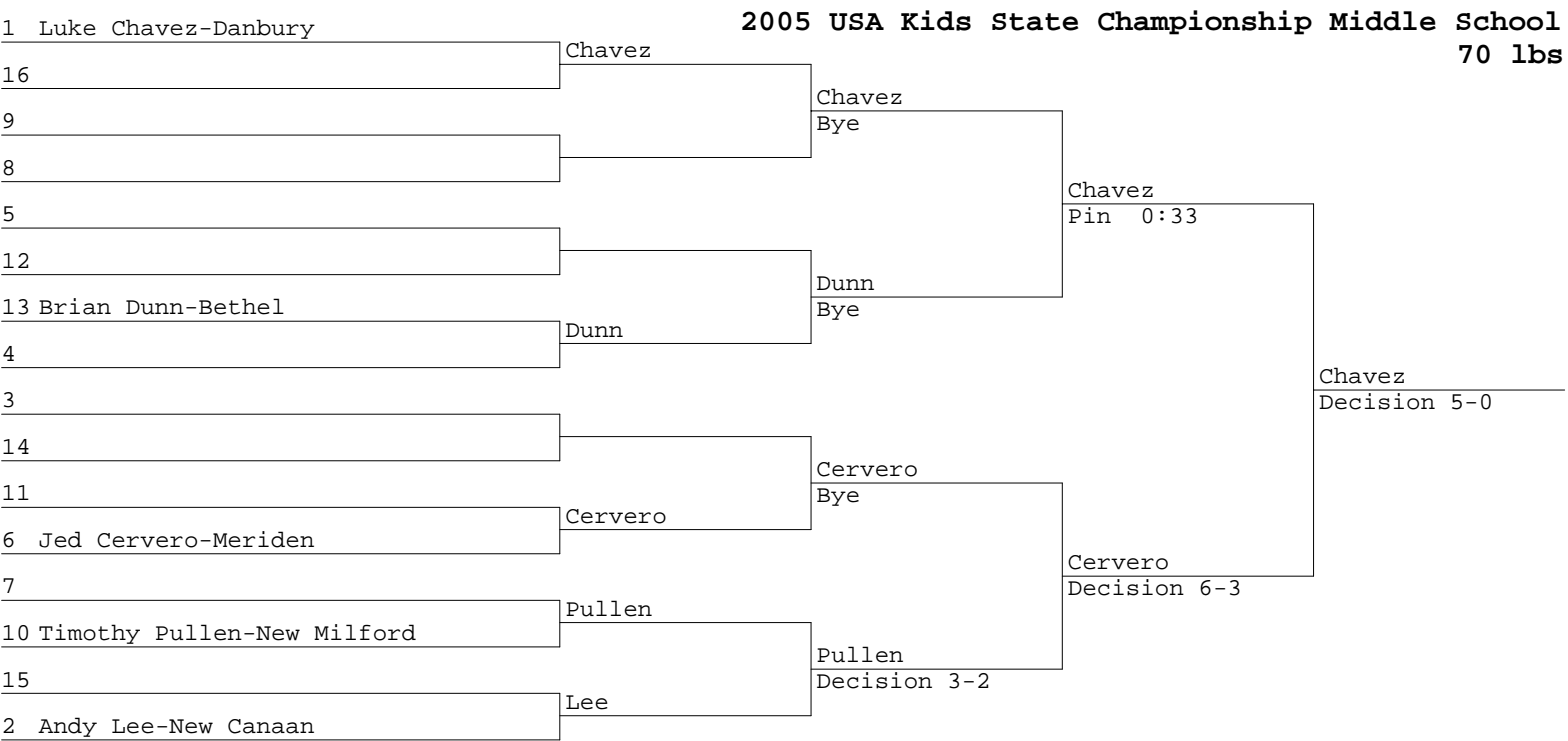 2005 USA Kids State Championship Middle School
70 lbs
1 Luke Chavez-Danbury
16
9
8
5
12
13 Brian Dunn-Bethel
4
3
14
11
6 Jed Cervero-Meriden
7
10 Timothy Pullen-New Milford
15
2 Andy Lee-New Canaan
Chavez
Dunn
Cervero
Pullen
Lee
Chavez
Bye
Dunn
Bye
Cervero
Bye
Pullen
Decision 3-2
Chavez
Pin 0:33
Cervero
Decision 6-3
Chavez
Decision 5-0